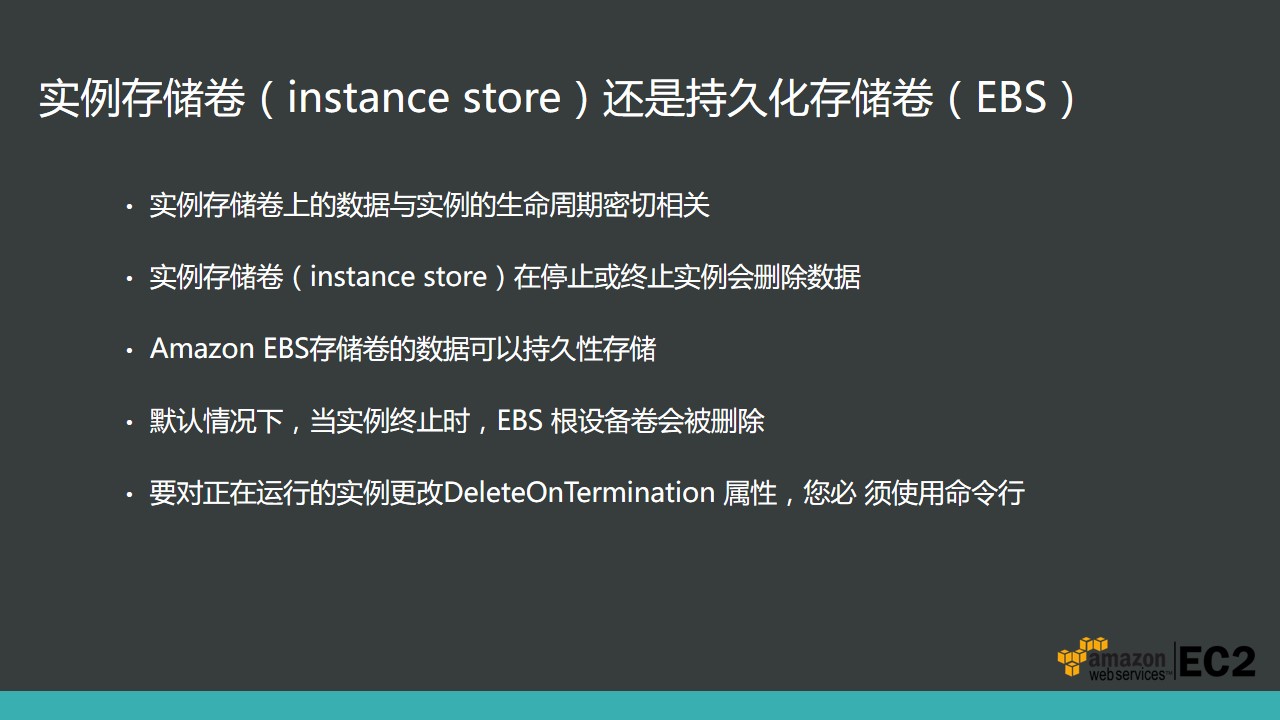 实例存储卷（instance store）还是持久化存储卷（EBS）
• 实例存储卷上的数据与实例的生命周期密切相关
• 实例存储卷（instance store）在停止或终止实例会删除数据
• Amazon EBS存储卷的数据可以持久性存储
• 默认情况下，当实例终止时，EBS 根设备卷会被删除
• 要对正在运行的实例更改DeleteOnTermination 属性，您必 须使用命令行
amazon
webservices™
EC2